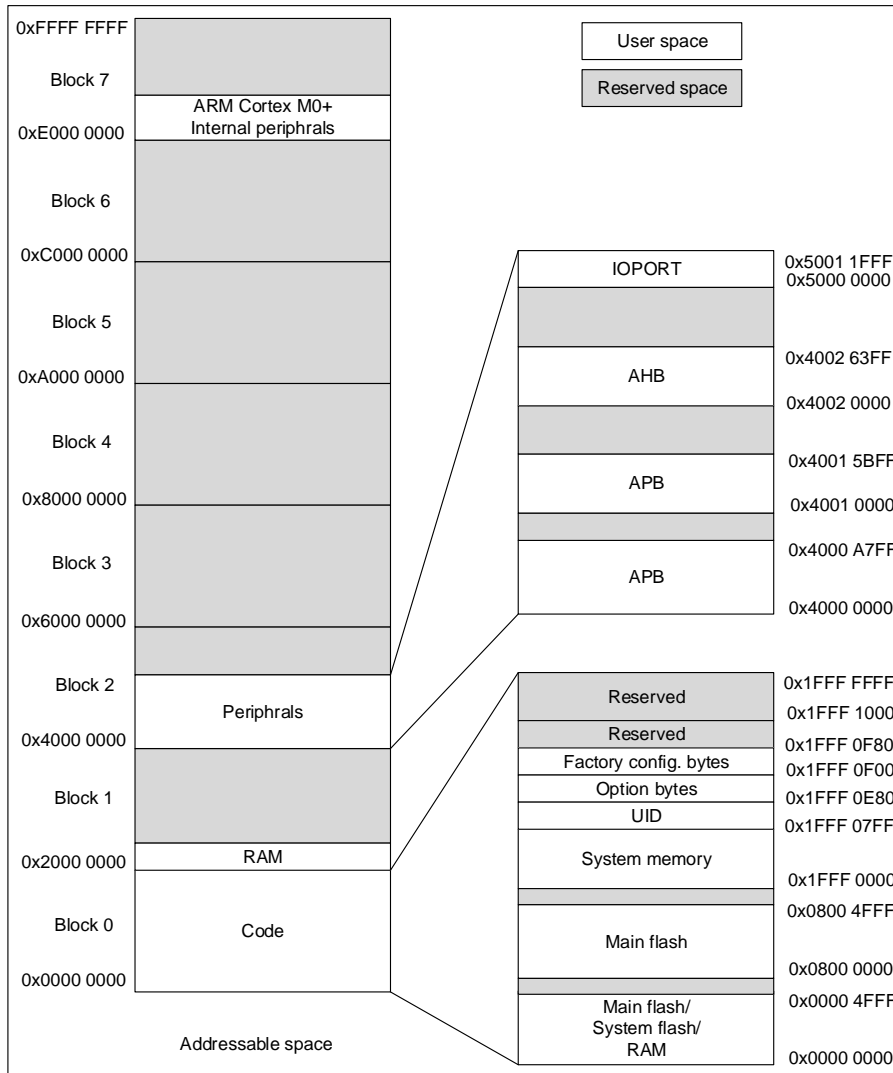 0xFFFF FFFF
Block 7
ARM Cortex M0+
Internal periphrals
0xE000 0000
Block 6
0xC000 0000
Block 5
0xA000 0000
Block 4
0x8000 0000
Block 3
0x6000 0000
Block 2
Periphrals
0x4000 0000
Block 1
0x2000 0000
RAM
Block 0
Code
0x0000 0000
Addressable space
User space
Reserved space
IOPORT
0x5001 1FFF
0x5000 0000
AHB
0x4002 63FF
0x4002 0000
APB
0x4001 5BFF
0x4001 0000
APB
0x4000 A7FF
0x4000 0000
Reserved
0x1FFF FFFF
0x1FFF 1000
Reserved
0x1FFF 0F80
Factory config. bytes
0x1FFF 0F00
Option bytes
0x1FFF 0E80
UID
0x1FFF 07FF
System memory
0x1FFF 0000
0x0800 4FFF
Main flash
0x0800 0000
0x0000 4FFF
Main flash/
System flash/
RAM
0x0000 0000